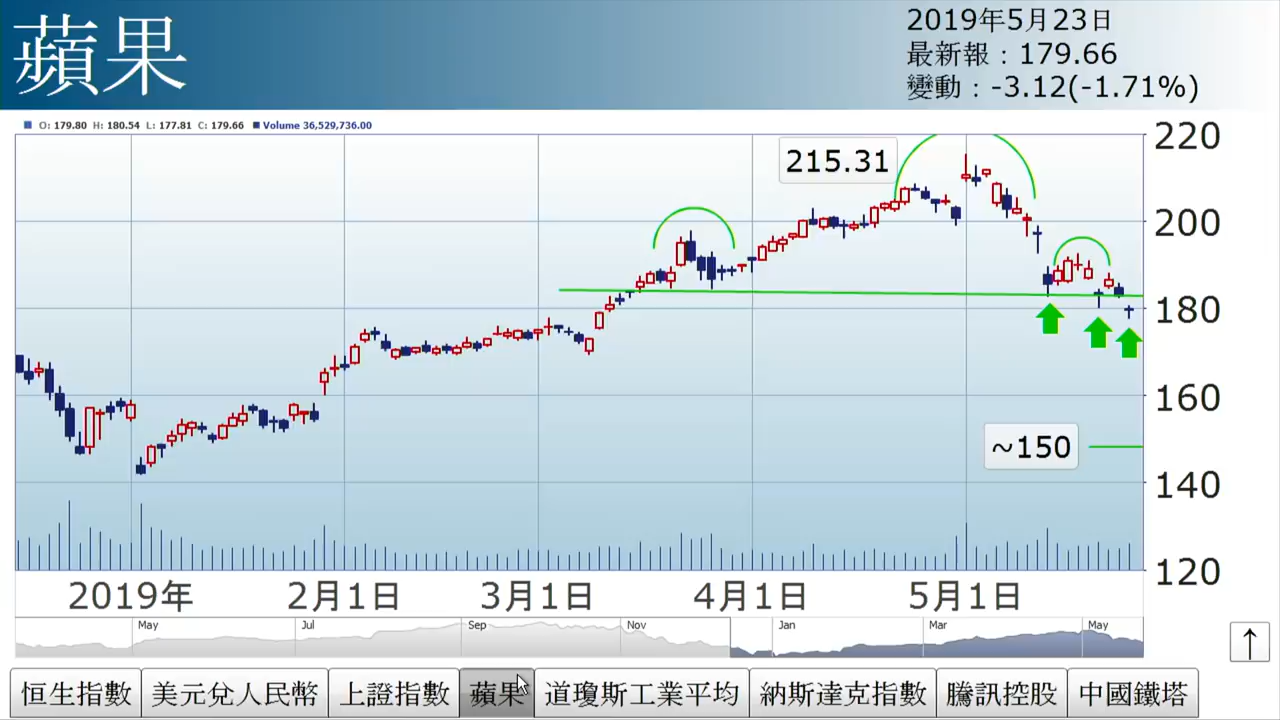 蘋果
2019年5月23日
最新報：179.66
變動：-3.12(-1.71%)
O: 179.80 H: 180.54 L: 177.81 C: 179.66 Volume 36,529,736.00
220
215.31
200
180
160
~150
140
120
2019年 2月1日 3月1日 4月1日 5月1日
May Jul Sep Nov Jan Mar May
↑
恒生指數 美元兌人民幣 上證指數 蘋果 道瓊斯工業平均 納斯達克指數 騰訊控股 中國鐵塔